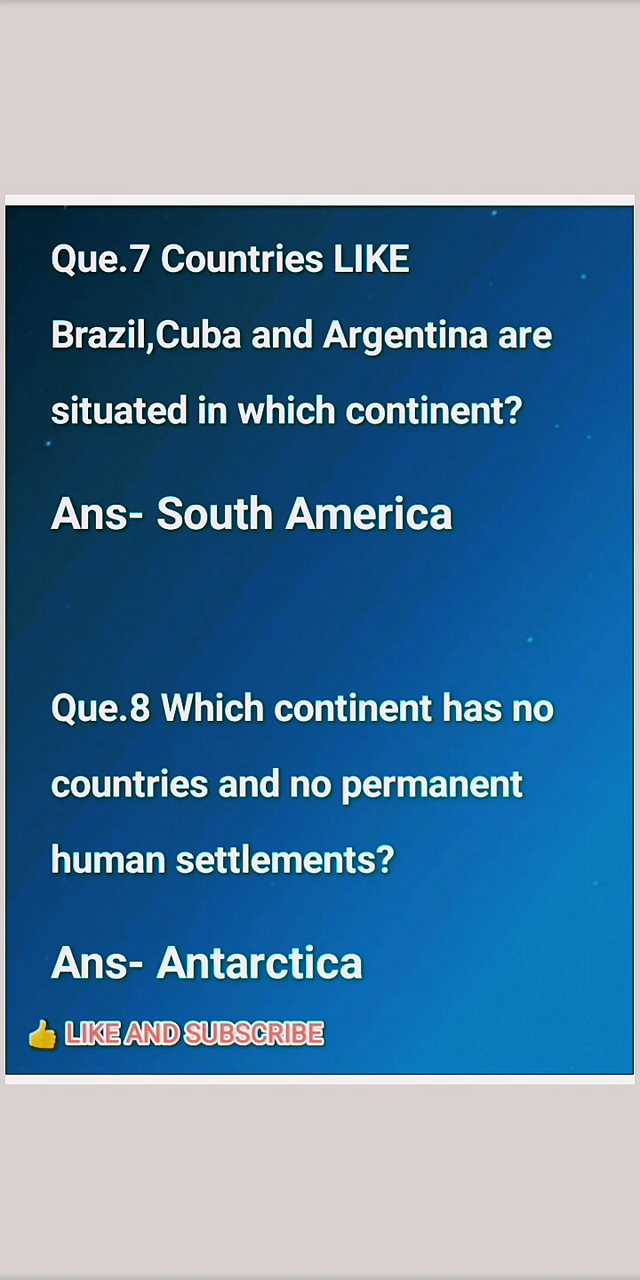 Que.7 Countries LIKE
Brazil,Cuba and Argentina are
situated in which continent?
Ans- South America
Que.8 Which continent has no
countries and no permanent
human settlements?
Ans- Antarctica
👍 LIKE AND SUBSCRIBE